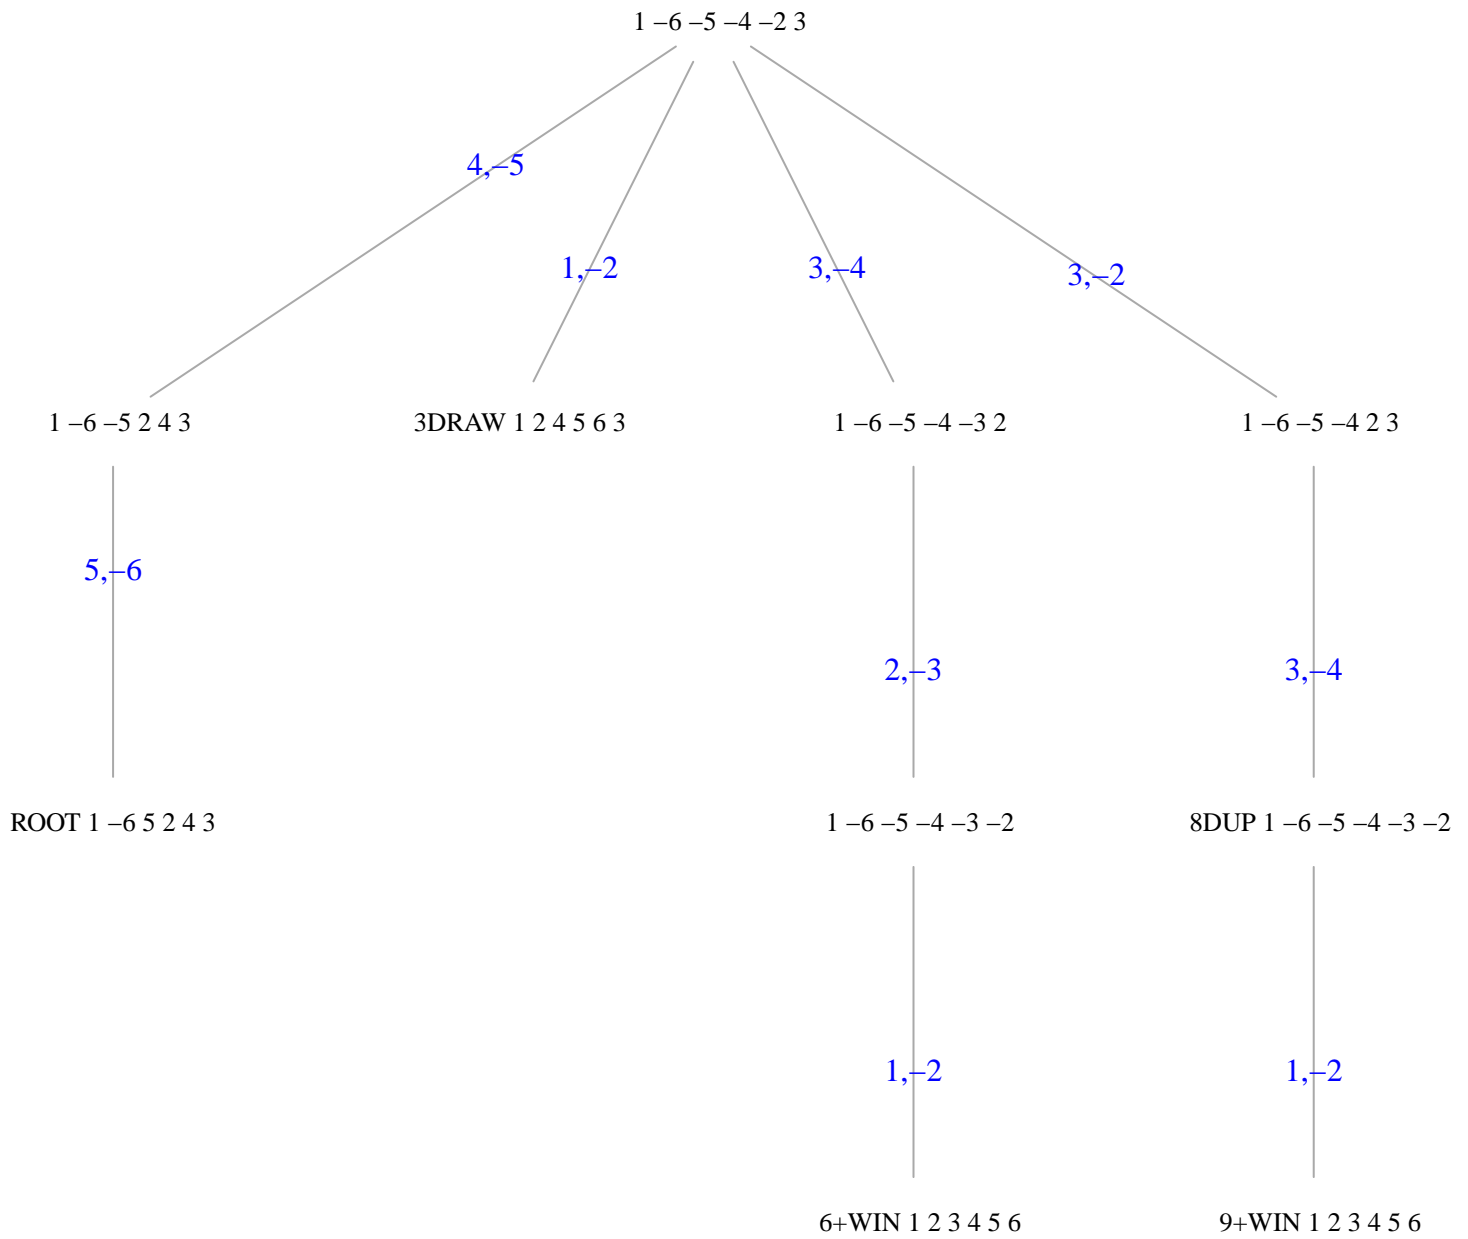 1 –6 –5 –4 –2 3
4,–5
1,–2
3,–4
3,–2
1 –6 –5 2 4 3
3DRAW 1 2 4 5 6 3
1 –6 –5 –4 –3 2
1 –6 –5 –4 2 3
5,–6
2,–3
3,–4
ROOT 1 –6 5 2 4 3
1 –6 –5 –4 –3 –2
8DUP 1 –6 –5 –4 –3 –2
1,–2
1,–2
6+WIN 1 2 3 4 5 6
9+WIN 1 2 3 4 5 6